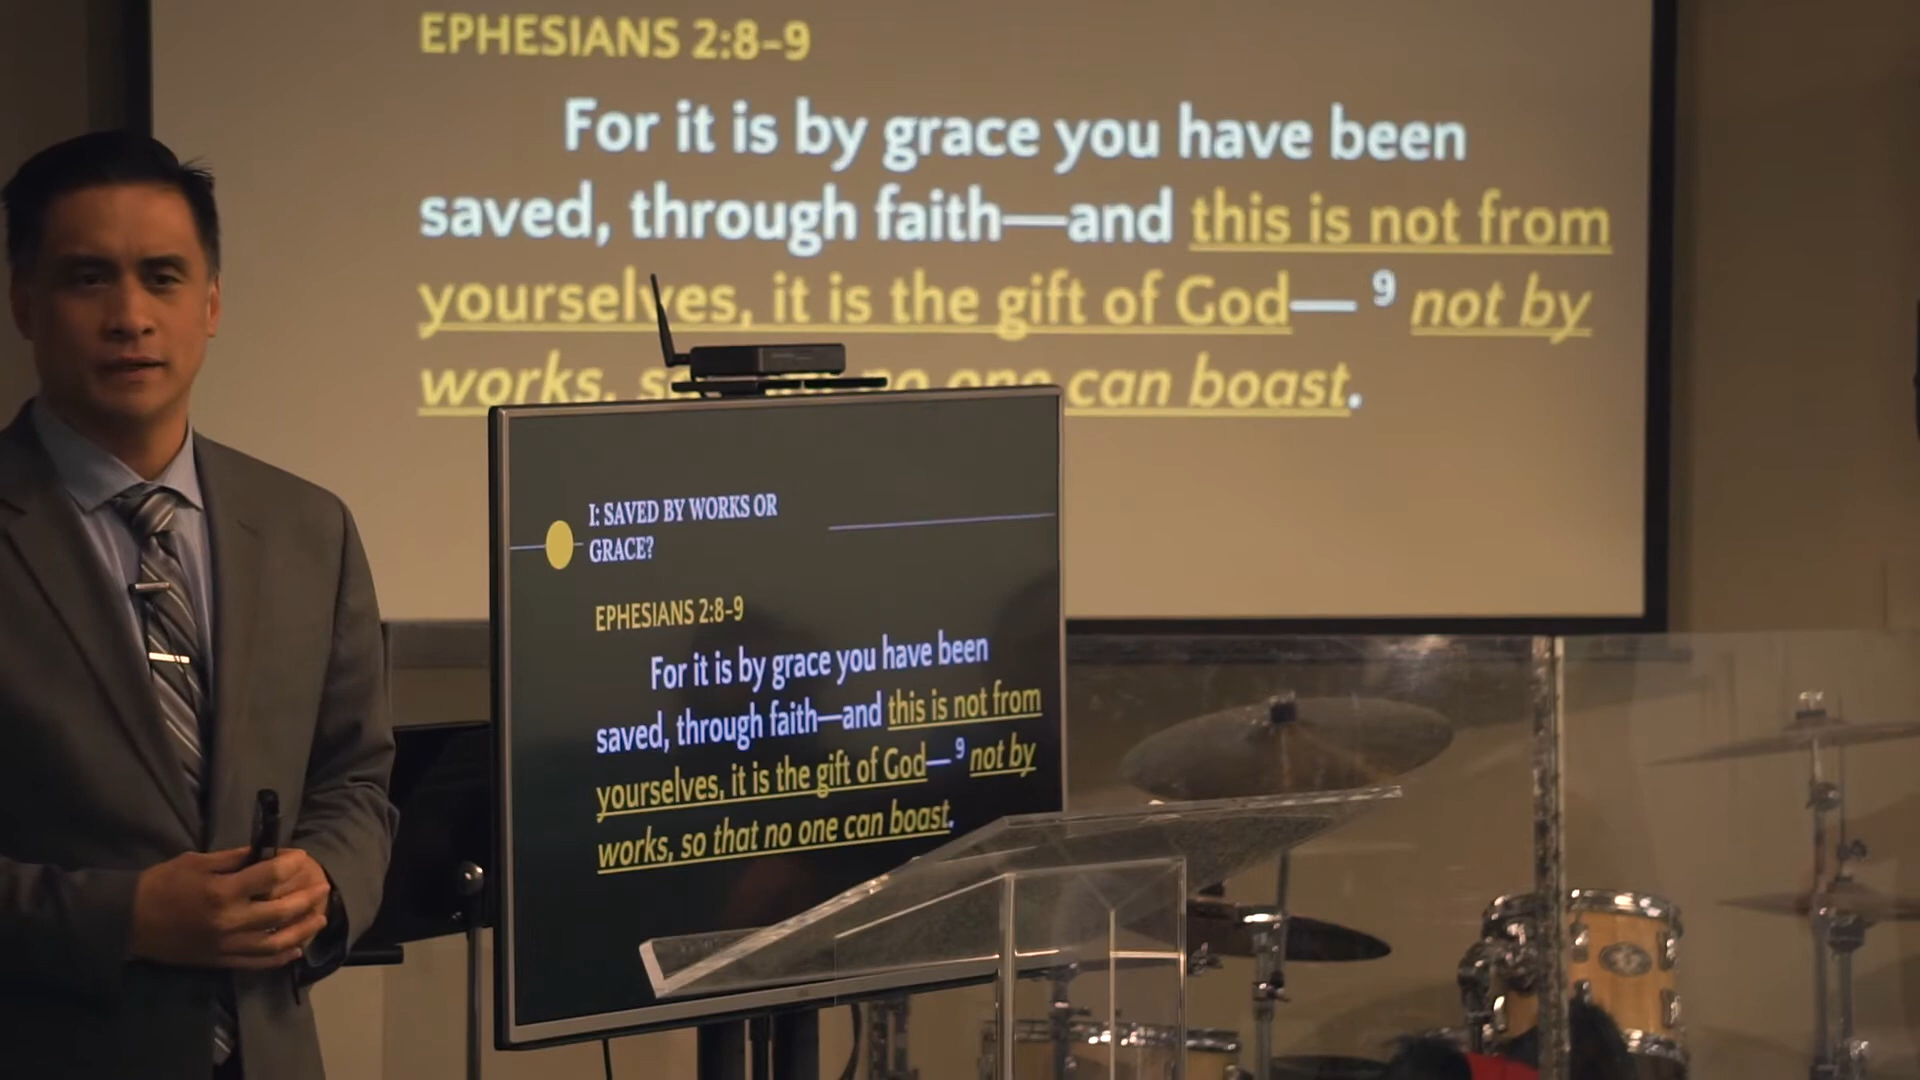 EPHESIANS 2:8–9
For it is by grace you have been
saved, through faith—and this is not from
yourselves, it is the gift of God— 9 not by
works, no one can boast.
I: SAVED BY WORKS OR
GRACE?
EPHESIANS 2:8-9
For it is by grace you have been
saved, through faith—and this is not from
yourselves, it is the gift of God— 9 not by
works, so that no one can boast.